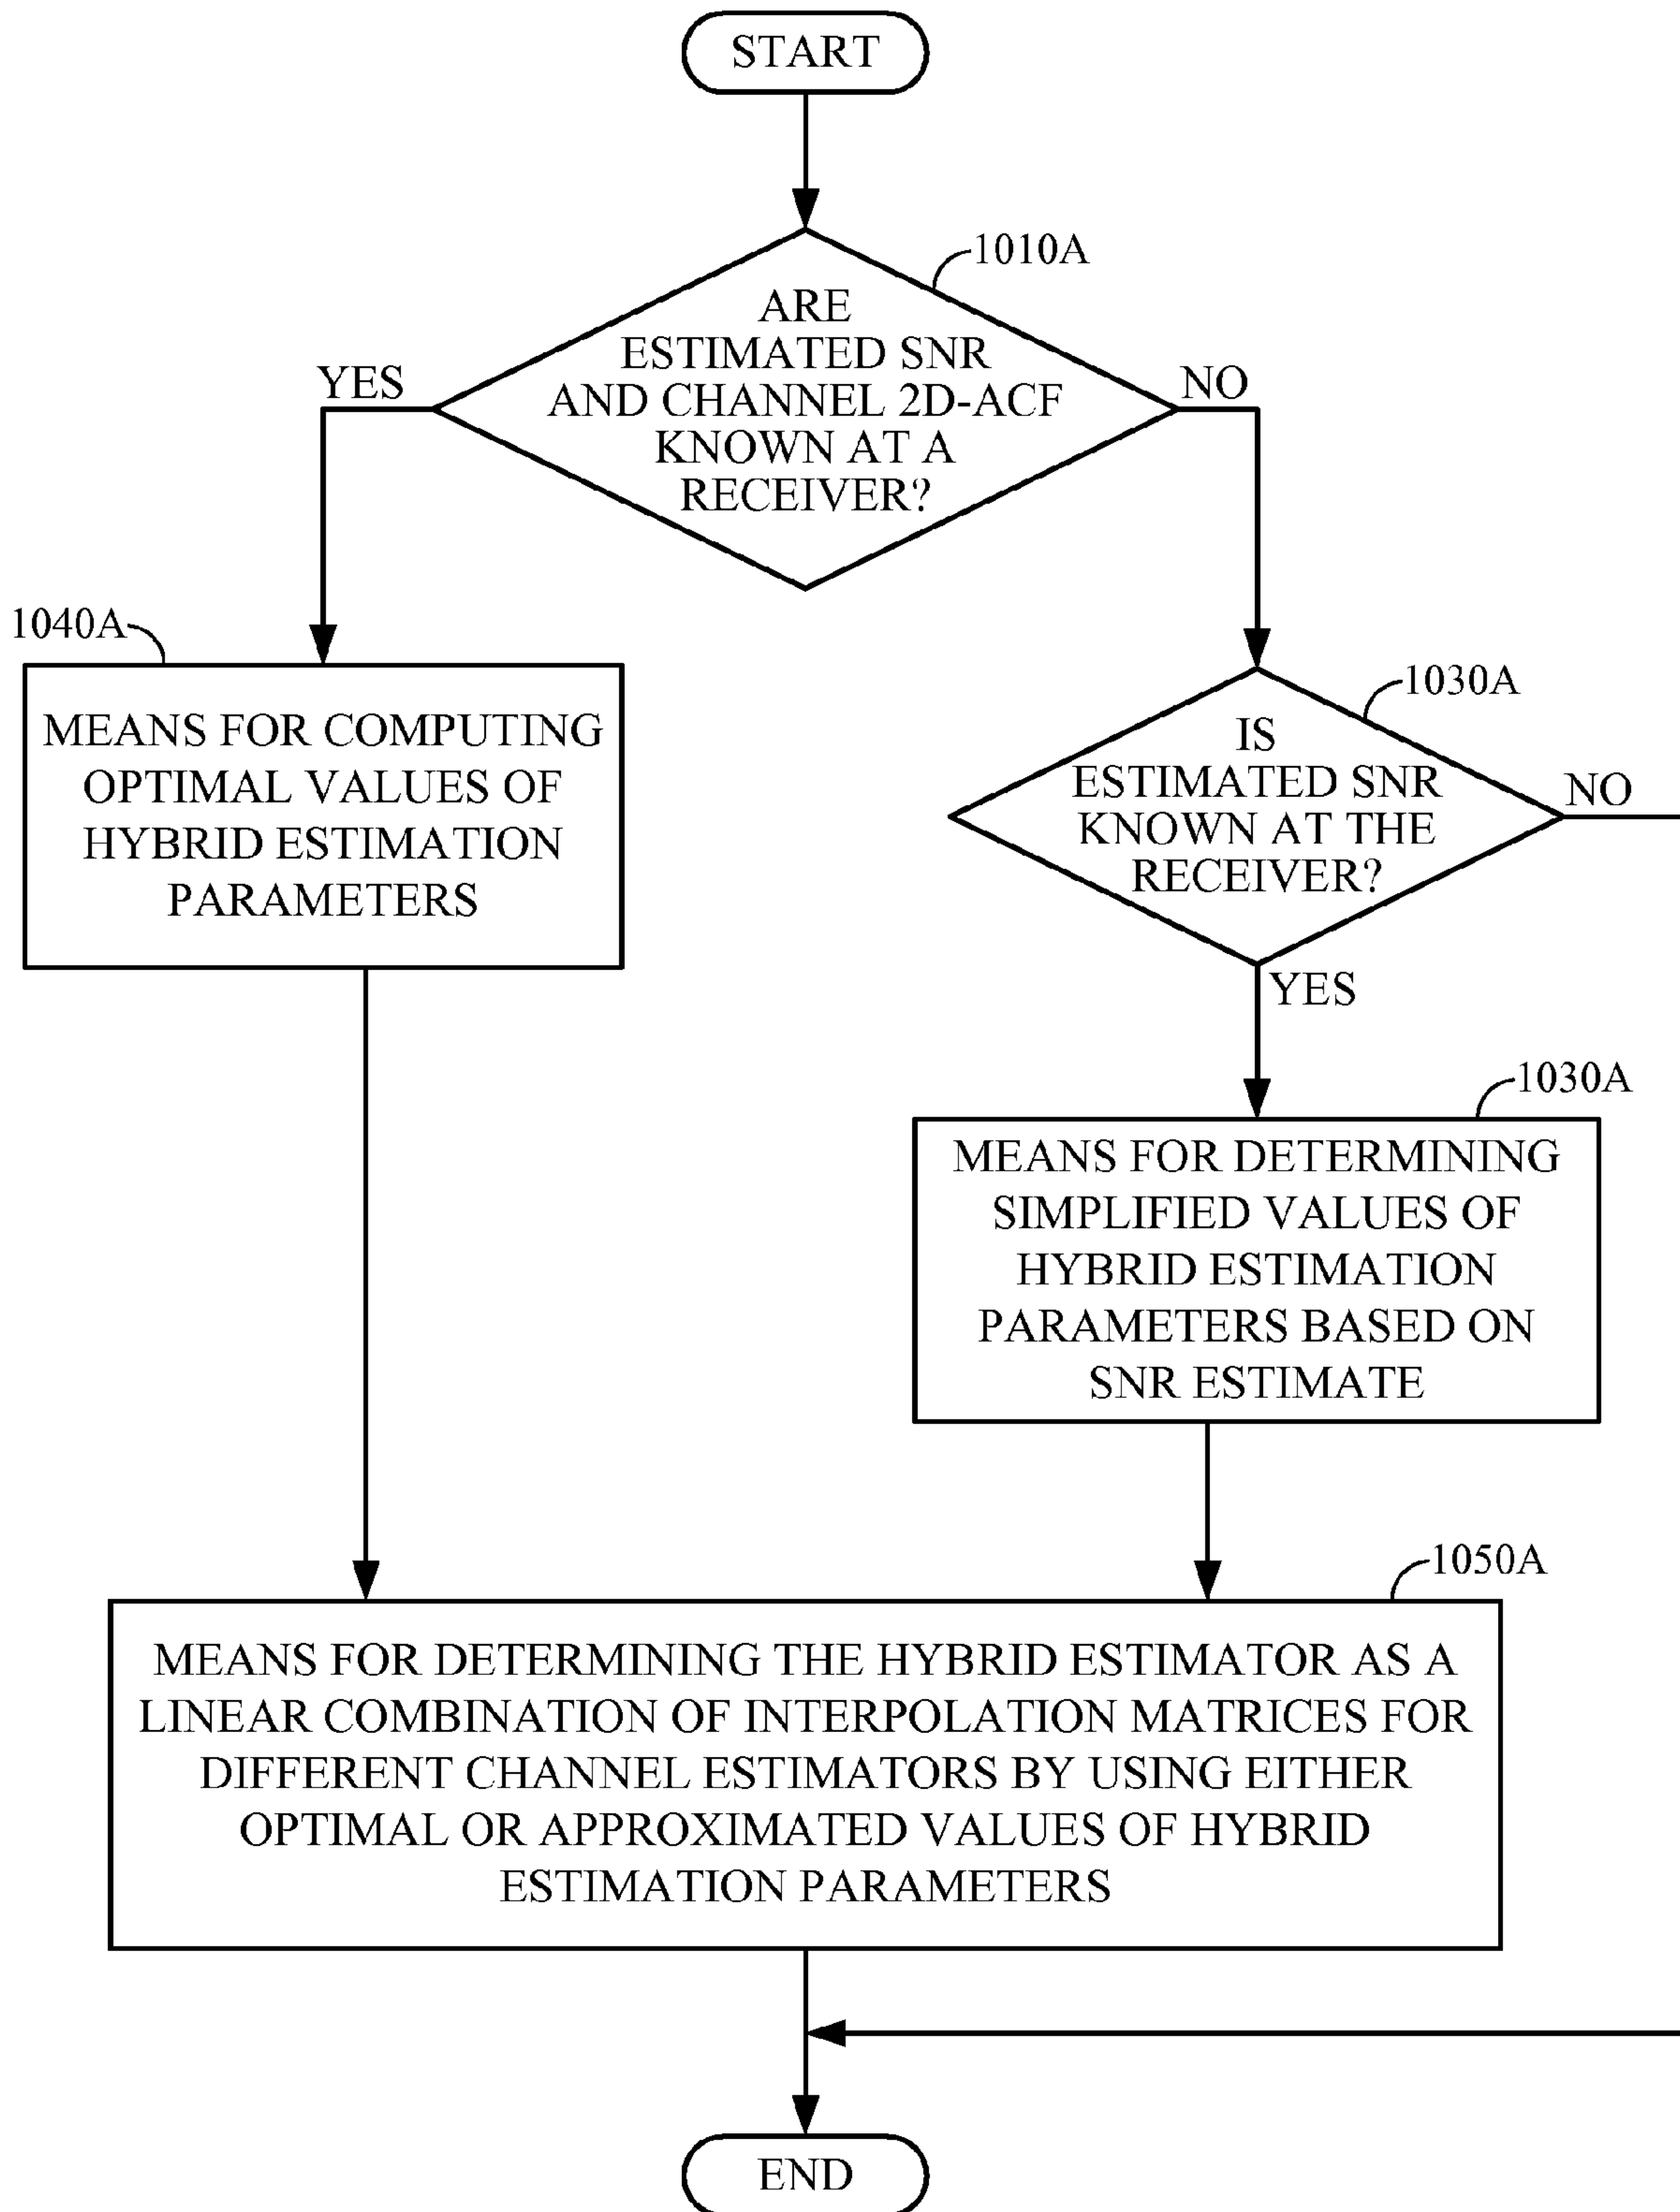 START
1010A
ARE
ESTIMATED SNR
AND CHANNEL 2D-ACF
KNOWN AT A
RECEIVER?
YES
NO
1040A
MEANS FOR COMPUTING
OPTIMAL VALUES OF
HYBRID ESTIMATION
PARAMETERS
1030A
IS
ESTIMATED SNR
KNOWN AT THE
RECEIVER?
NO
YES
1030A
MEANS FOR DETERMINING
SIMPLIFIED VALUES OF
HYBRID ESTIMATION
PARAMETERS BASED ON
SNR ESTIMATE
1050A
MEANS FOR DETERMINING THE HYBRID ESTIMATOR AS A
LINEAR COMBINATION OF INTERPOLATION MATRICES FOR
DIFFERENT CHANNEL ESTIMATORS BY USING EITHER
OPTIMAL OR APPROXIMATED VALUES OF HYBRID
ESTIMATION PARAMETERS
END